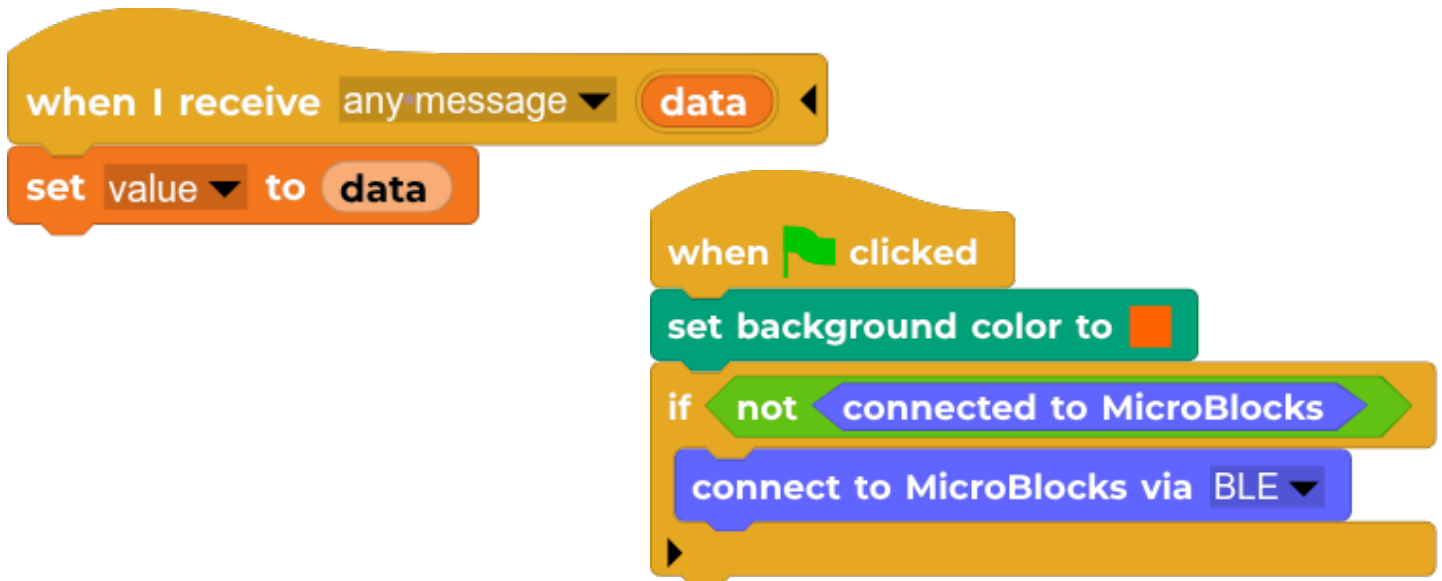 when I receive any message data
set value to data
when clicked
set background color to
if not connected to MicroBlocks
connect to MicroBlocks via BLE